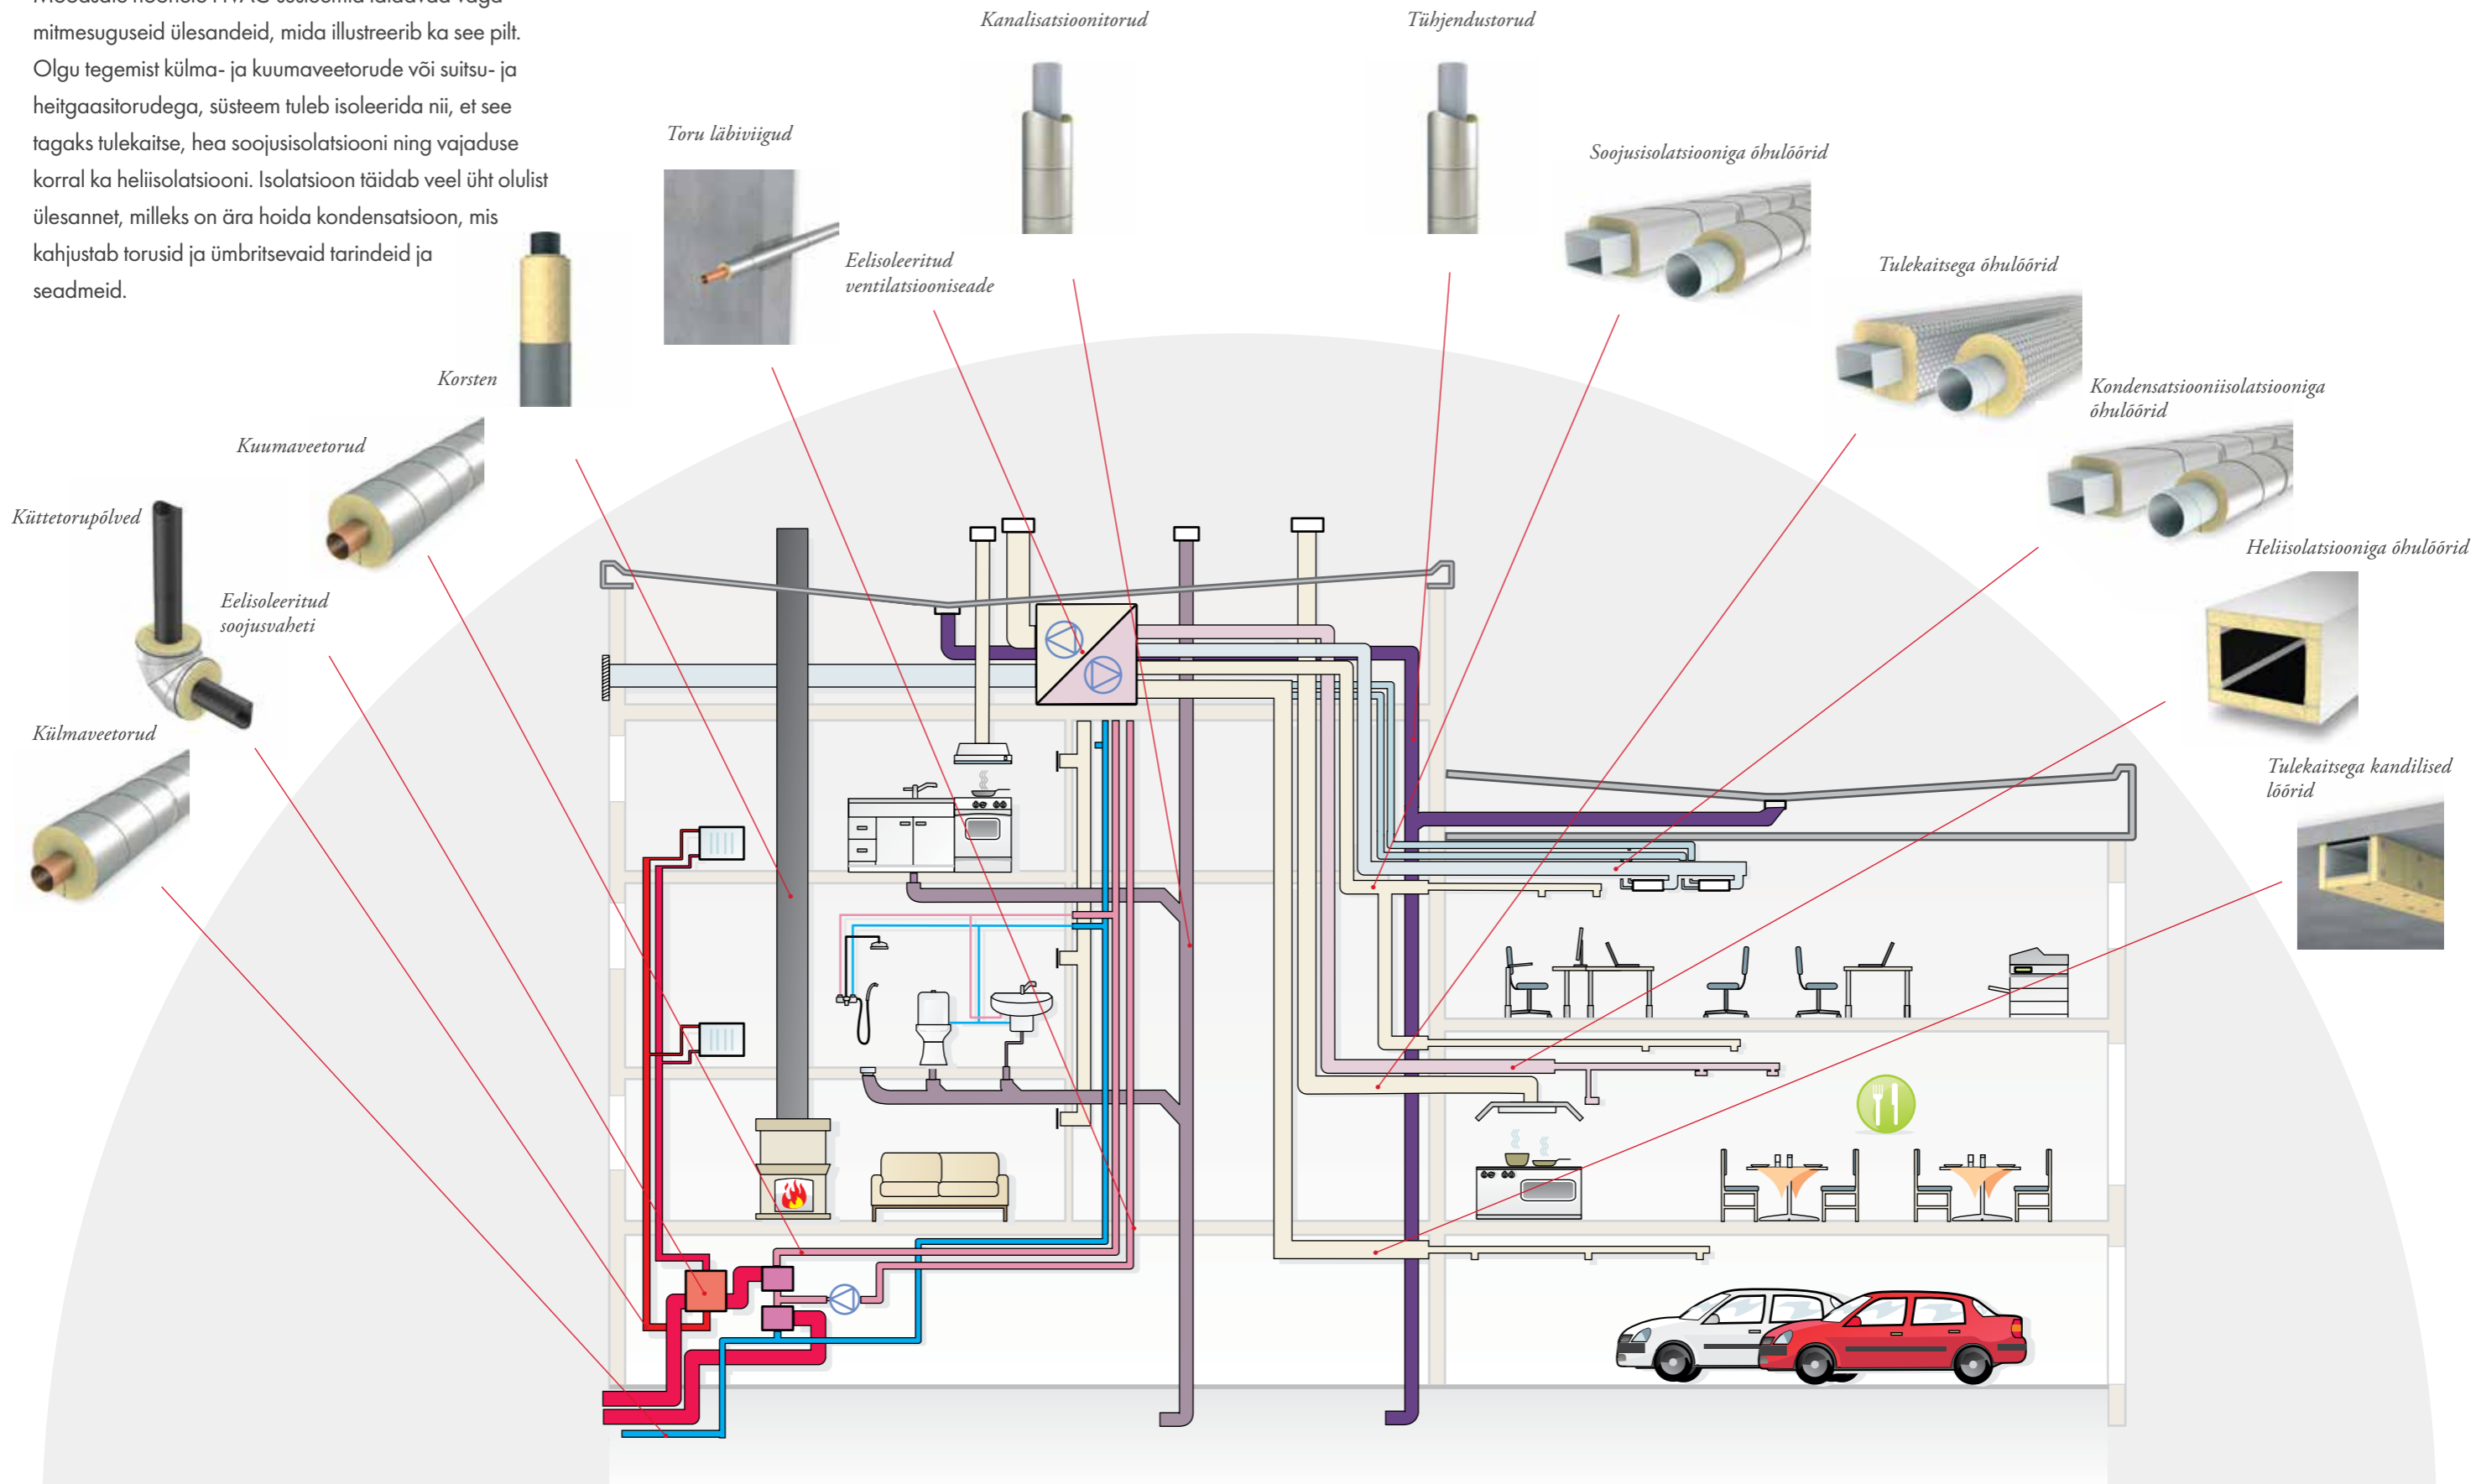 mitmesuguseid ülesandeid, mida illustreerib ka see pilt.
Olgu tegemist külma- ja kuumaveetorude või suitsu- ja
heitgaasitorudega, süsteem tuleb isoleerida nii, et see
tagaks tulekaitse, hea soojusisolatsiooni ning vajaduse
korral ka heliisolatsiooni. Isolatsioon täidab veel üht olulist
ülesannet, milleks on ära hoida kondensatsioon, mis
kahjustab torusid ja ümbritsevaid tarindeid ja
seadmeid.
Kanalisatsioonitorud
Tühjendustorud
Toru läbiviigud
Soojusisolatsiooniga õhulõõrid
Eelisoleeritud
ventilatsiooniseade
Tulekaitsega õhulõõrid
Korsten
Kondensatsiooniisolatsiooniga
õhulõõrid
Kuumaveetorud
Küttetorupõlved
Heliisolatsiooniga õhulõõrid
Eelisoleeritud
soojusvaheti
Külmaveetorud
Tulekaitsega kandilised
lõõrid